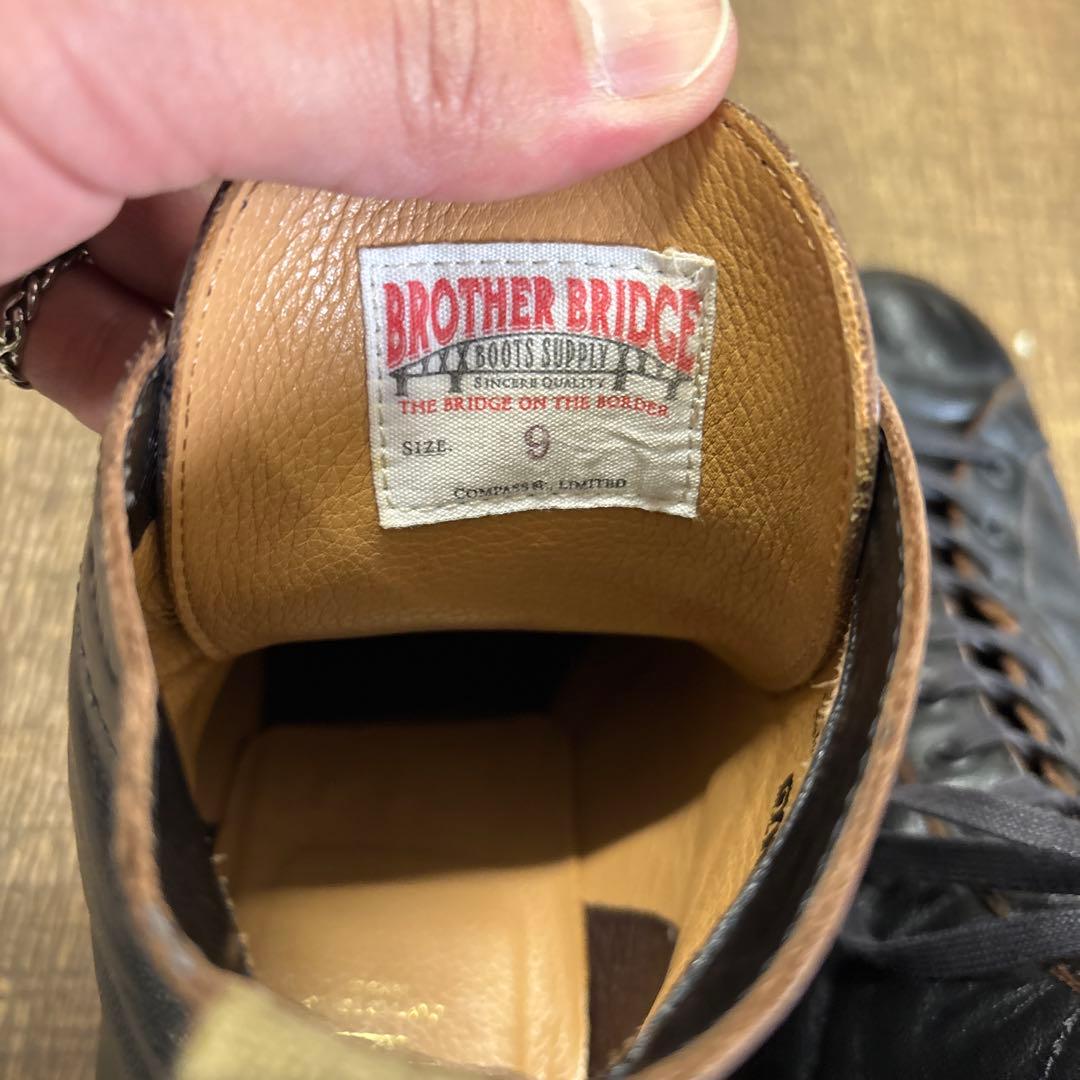 BROTHER BRIDGE
BOOTS SUPPLY
SINCERE QUALITY
THE BRIDGE ON THE BORDER
SIZE. 9
LIMITED